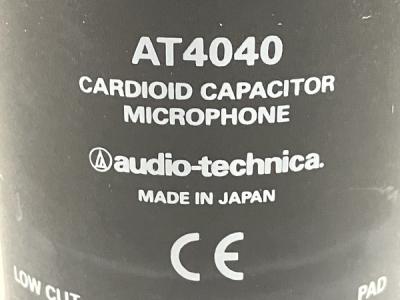 AT4040
CARDIOID CAPACITOR
MICROPHONE
audio-technica.
MADE IN JAPAN
CE
LOW CUT
PAD